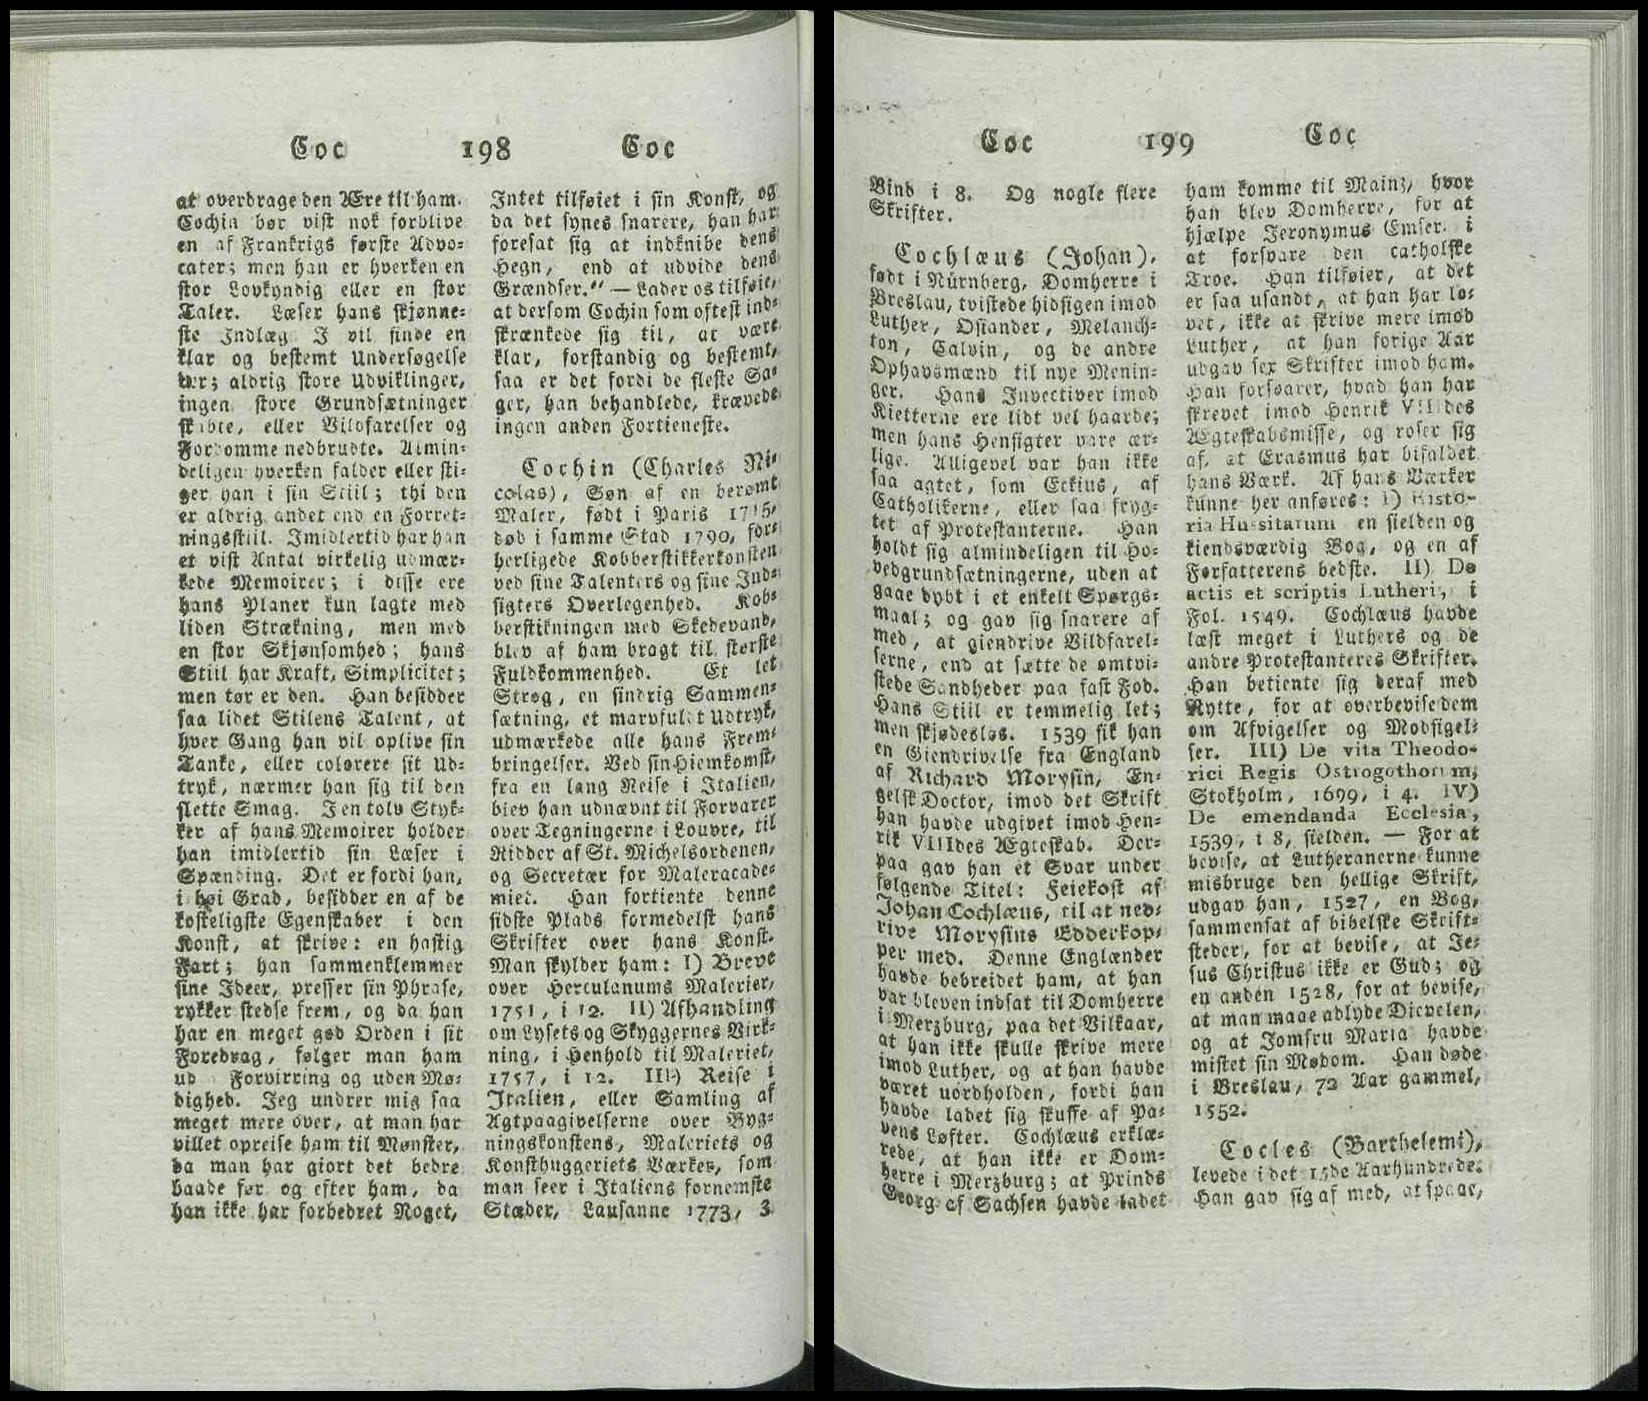 Coc 198 Coc
at overdrage den Ære til ham.
Cochin bør vist nok forblive
en af Frankrigs første Advo-
cater; men han er hverken en
stor Lovkyndig eller en stor
Taler. Læser hans skjønne-
ste Indlæg I vil finde en
klar og bestemt Undersøgelse
der; aldrig store Udviklinger,
ingen store Grundsætninger
skabte, eller Vildfarelser og
Fordomme nedbrudte. Almin-
deligen hverken falder eller sti-
ger han i sin Stiil; thi den
er aldrig andet end en Forret-
ningsstiil. Imidlertid har han
et vist Antal virkelig udmær-
kede Memoirer; i disse ere
hans Planer kun lagte med
liden Strækning, men med
en stor Skjønsomhed; hans
Stiil har Kraft, Simplicitet;
men tør er den. Han besidder
saa lidet Stilens Talent, at
hver Gang han vil oplive sin
Tanke, eller colorere sit Ud-
tryk, nærmer han sig til den
slette Smag. I en tolv Styk-
ker af hans Memoirer holder
han imidlertid sin Læser i
Spænding. Det er fordi han,
i høi Grad, besidder en af de
kosteligste Egenskaber i den
Konst, at skrive: en hastig
Fart; han sammenklemmer
sine Ideer, presser sin Phrase,
rykker stedse frem, og da han
har en meget god Orden i sit
Foredrag, følger man ham
ud Forvirring og uden Mø-
dighed. Jeg undrer mig saa
meget mere over, at man har
villet opreise ham til Mønster,
da man har giort det bedre
baade før og efter ham, da
han ikke har forbedret Noget,
Intet tilføiet i sin Konst, og
da det synes snarere, han har
foresat sig at indknibe dens
Hegn, end at udvide dens
Grændser.“ — Lader os tilføie,
at dersom Cochin som oftest ind-
skrænkede sig til, at være
klar, forstandig og bestemt,
saa er det fordi de fleste Sa-
ger, han behandlede, krævede
ingen anden Fortieneste.
Cochin (Charles Ni-
colas), Søn af en berømt
Maler, født i Paris 1715,
død i samme Stad 1790, for-
herligede Kobberstikkerkonsten
ved sine Talenters og sine Ind-
sigters Overlegenhed. Kob-
berstikningen med Skedevand,
blev af ham bragt til største
Fuldkommenhed. Et let
Strøg, en sindrig Sammen-
sætning, et marvfuldt Udtryk,
udmærkede alle hans Frem-
bringelser. Ved sin Hiemkomst,
fra en lang Reise i Italien,
blev han udnævnt til Forvarer
over Tegningerne i Louvre, til
Ridder af St. Michelsordenen,
og Secretær for Maleracade-
miet. Han fortiente denne
sidste Plads formedelst hans
Skrifter over hans Konst.
Man skylder ham: I) Breve
over Herculanums Malerier,
1751, i 12. II) Afhandling
om Lysets og Skyggernes Virk-
ning, i Henhold til Maleriet,
1757, i 12. III) Reise i
Italien, eller Samling af
Agtpaagivelserne over Byg-
ningskonstens, Maleriets og
Konsthuggeriets Værker, som
man seer i Italiens fornemste
Stæder, Lausanne 1773, 3
Coc 199 Coc
Bind i 8. Og nogle flere
Skrifter.
Cochlæus (Johan),
født i Nürnberg, Domherre i
Breslau, tvistede hidsigen imod
Luther, Osiander, Melanch-
ton, Calvin, og de andre
Ophavsmænd til nye Menin-
ger. Hans Invectiver imod
Kietterne ere lidt vel haarde;
men hans Hensigter vare ær-
lige. Alligevel var han ikke
saa agtet, som Eckius, af
Catholikerne, eller saa fryg-
tet af Protestanterne. Han
holdt sig almindeligen til Ho-
vedgrundsætningerne, uden at
gaae dybt i et enkelt Spørgs-
maal; og gav sig snarere af
med, at giendrive Vildfarel-
serne, end at sætte de omtvi-
stede Sandheder paa fast Fod.
Hans Stiil er temmelig let;
men skjødesløs. 1539 fik han
en Giendrivelse fra England
af Richard Morysin, En-
gelsk Doctor, imod det Skrift
han havde udgivet imod Hen-
rik VIIIdes Ægteskab. Der-
paa gav han et Svar under
følgende Titel: Feiekost af
Johan Cochlæus, til at ned-
rive Morysins Edderkop-
per med. Denne Englænder
havde bebreidet ham, at han
var bleven indsat til Domherre
i Merzburg, paa det Vilkaar,
at han ikke skulle skrive mere
imod Luther, og at han havde
været uordholden, fordi han
havde ladet sig skuffe af Pa-
vens Løfter. Cochlæus erklæ-
rede, at han ikke er Dom-
herre i Merzburg; at Prinds
Georg af Sachsen havde ladet
ham komme til Mainz, hvor
han blev Domherre, for at
hjælpe Jeronymus Emser i
at forsvare den catholske
Troe. Han tilføier, at det
er saa usandt, at han har lo-
vet, ikke at skrive mere imod
Luther, at han forige Aar
udgav sex Skrifter imod ham.
Han forsvarer, hvad han har
skrevet imod Henrik VIIIdes
Ægteskabsmisse, og roser sig
af, at Erasmus har bifaldet
hans Værk. Af hans Værker
kunne her anføres: I) Histo-
ria Hussitarum en sielden og
kiendsværdig Bog, og en af
Forfatterens bedste. II) De
actis et scriptis Lutheri, i
Fol. 1549. Cochlæus havde
læst meget i Luthers og de
andre Protestanteres Skrifter.
Han betiente sig deraf med
Nytte, for at overbevise dem
om Afvigelser og Modsigel-
ser. III) De vita Theodo-
rici Regis Ostrogothorum,
Stokholm, 1699, i 4. IV)
De emendanda Ecclesia,
1539, i 8, sielden. — For at
bevise, at Lutheranerne kunne
misbruge den hellige Skrift,
udgav han, 1527, en Bog,
sammensat af bibelske Skrift-
steder, for at bevise, at Je-
sus Christus ikke er Gud; og
en anden 1528, for at bevise,
at man maae adlyde Dievelen,
og at Jomfru Maria havde
mistet sin Mødom. Han døde
i Breslau, 72 Aar gammel,
1552.
Cocles (Barthelemi),
levede i det 15de Aarhundrede.
Han gav sig af med, at spaae,